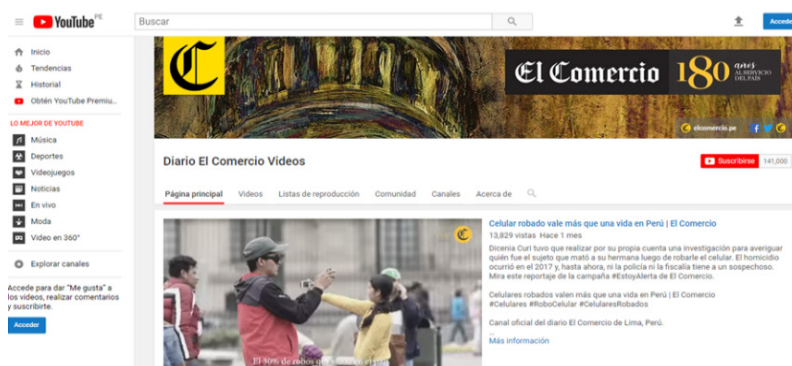 YouTube PE
Buscar
Acceder
Inicio
Tendencias
Historial
Obtén YouTube Premiu...
LO MEJOR DE YOUTUBE
Música
Deportes
Videojuegos
Noticias
En vivo
Moda
Video en 360°
Explorar canales
Accede para dar "Me gusta" a
los videos, realizar comentarios
y suscribirte.
Acceder
C
El Comercio
180 años
AL SERVICIO
DEL PAÍS
elcomercio.pe
Diario El Comercio Videos
Suscribirse 141,000
Página principal Videos Listas de reproducción Comunidad Canales Acerca de
El 50% de robos
Celular robado vale más que una vida en Perú | El Comercio
13,829 vistas Hace 1 mes
Dicenia Curi tuvo que realizar por su propia cuenta una investigación para averiguar
quién fue el sujeto que mató a su hermana luego de robarle el celular. El homicidio
ocurrió en el 2017 y, hasta ahora, ni la policía ni la fiscalía tiene a un sospechoso.
Mira este reportaje de la campaña #EstoyAlerta de El Comercio.
Celulares robados valen más que una vida en Perú | El Comercio
#Celulares #RoboCelular #CelularesRobados
Canal oficial del diario El Comercio de Lima, Perú.
...
Más información